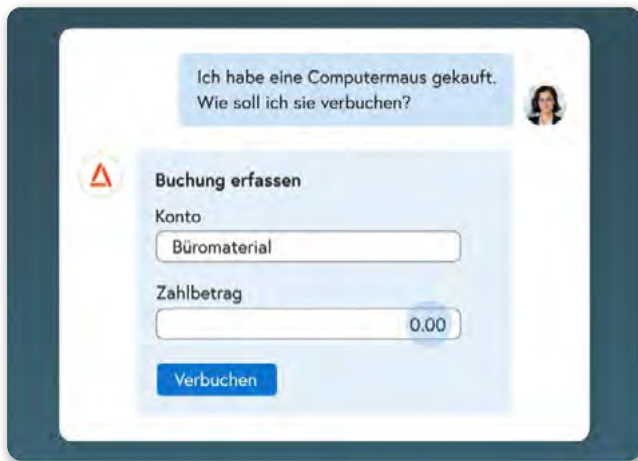 Ich habe eine Computermaus gekauft.
Wie soll ich sie verbuchen?
Buchung erfassen
Konto
Büromaterial
Zahlbetrag
0.00
Verbuchen